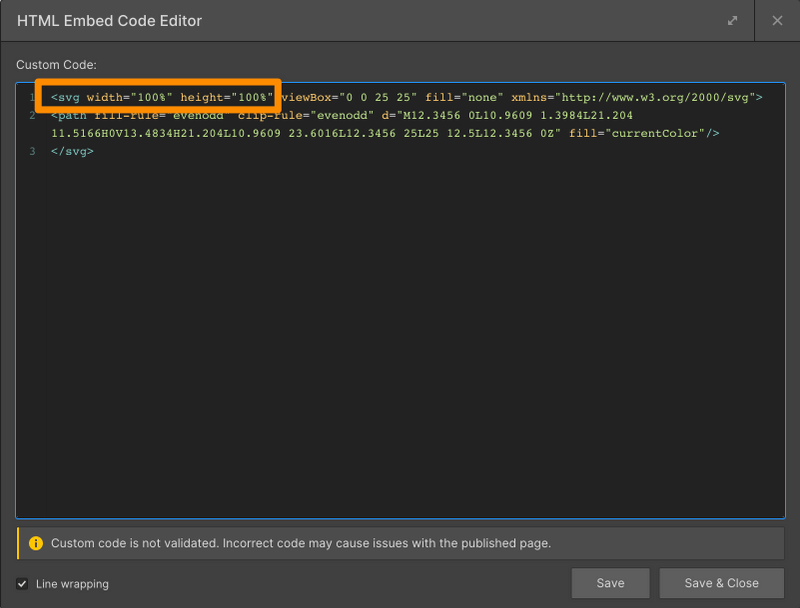 HTML Embed Code Editor
Custom Code:
1 <svg width="100%" height="100%" viewBox="0 0 25 25" fill="none" xmlns="http://www.w3.org/2000/svg">
2 <path fill-rule="evenodd" clip-rule="evenodd" d="M12.3456 0L10.9609 1.3984L21.204
11.5166H0V13.4834H21.204L10.9609 23.6016L12.3456 25L25 12.5L12.3456 0Z" fill="currentColor"/>
3 </svg>
Custom code is not validated. Incorrect code may cause issues with the published page.
Line wrapping
Save
Save & Close